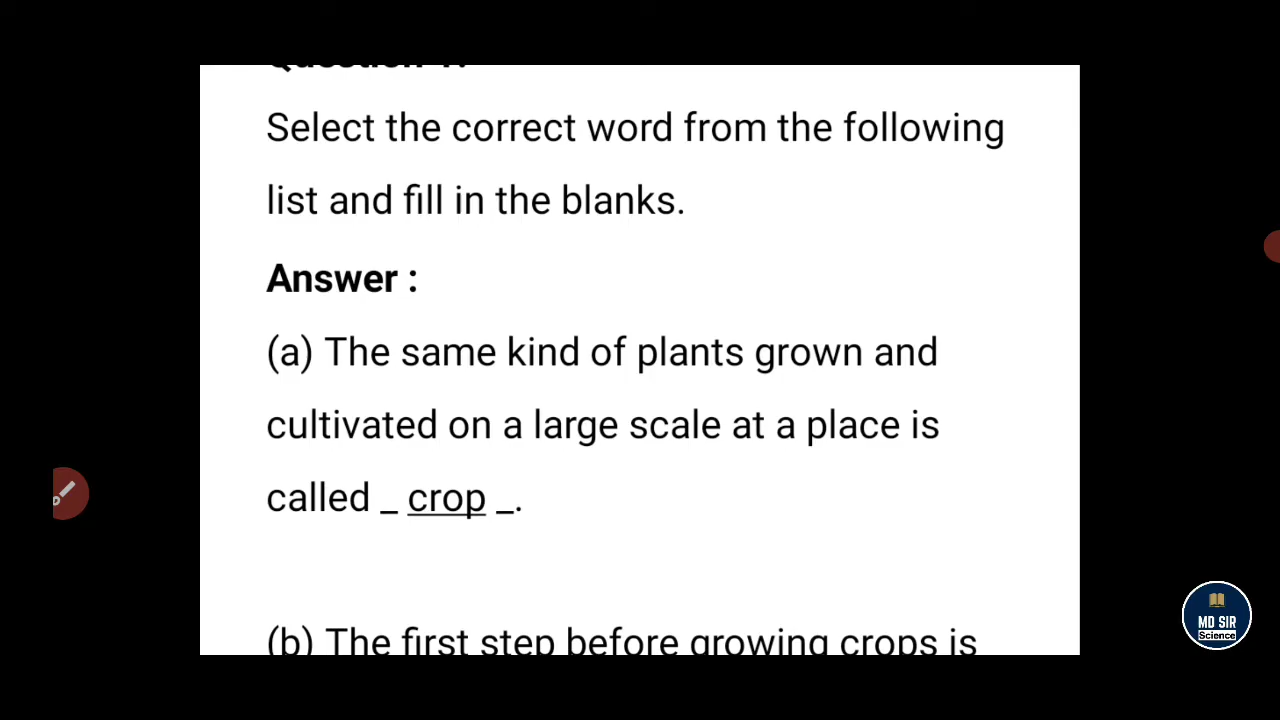 Question 1.
Select the correct word from the following
list and fill in the blanks.
Answer :
(a) The same kind of plants grown and
cultivated on a large scale at a place is
called _ crop _.
(b) The first step before growing crops is
MD SIR
Science